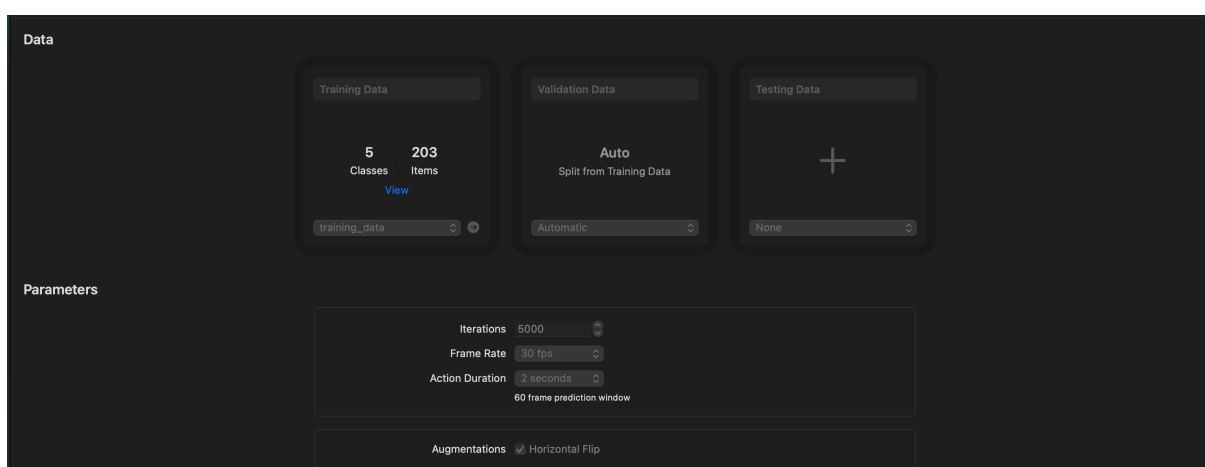 Data
Training Data
5 203
Classes Items
View
training_data
Validation Data
Auto
Split from Training Data
Automatic
Testing Data
None
Parameters
Iterations 5000
Frame Rate 30 fps
Action Duration 2 seconds
60 frame prediction window
Augmentations Horizontal Flip